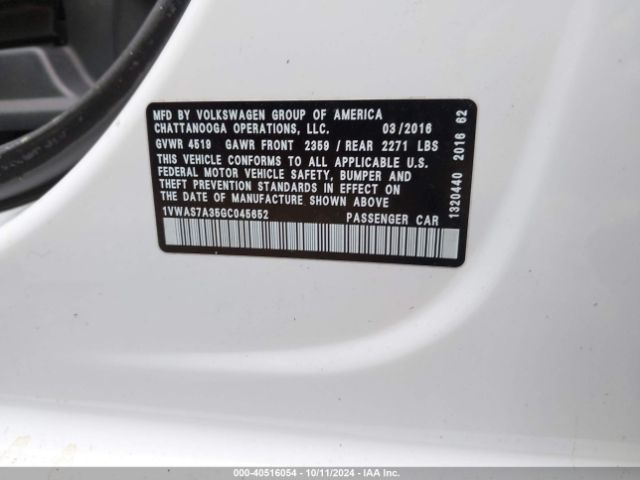 MFD BY VOLKSWAGEN GROUP OF AMERICA
CHATTANOOGA OPERATIONS, LLC. 03/2016
GVWR 4519 GAWR FRONT 2359 / REAR 2271 LBS
THIS VEHICLE CONFORMS TO ALL APPLICABLE U.S.
FEDERAL MOTOR VEHICLE SAFETY, BUMPER AND
THEFT PREVENTION STANDARDS IN EFFECT ON
THE DATE OF MANUFACTURE SHOWN ABOVE.
1VWAS7A35GC045652 PASSENGER CAR
1320440 2016 62
000-40516054 | 10/11/2024 - IAAI.com